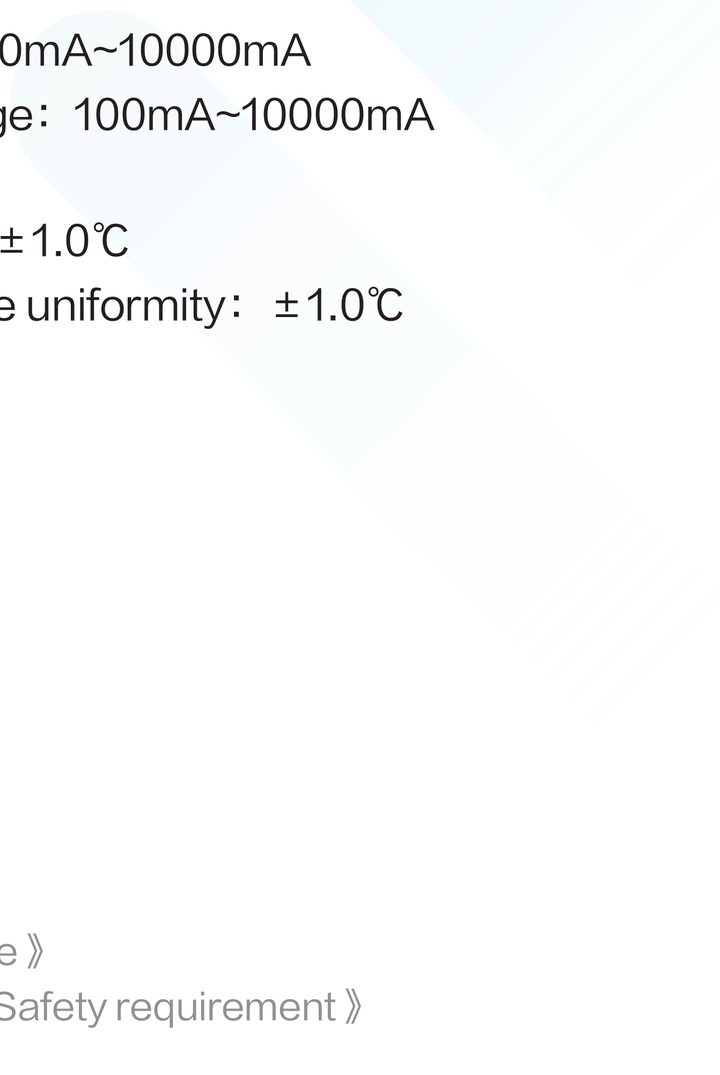 0mA~10000mA
ge：100mA~10000mA
±1.0℃
e uniformity： ±1.0℃
e》
Safety requirement》